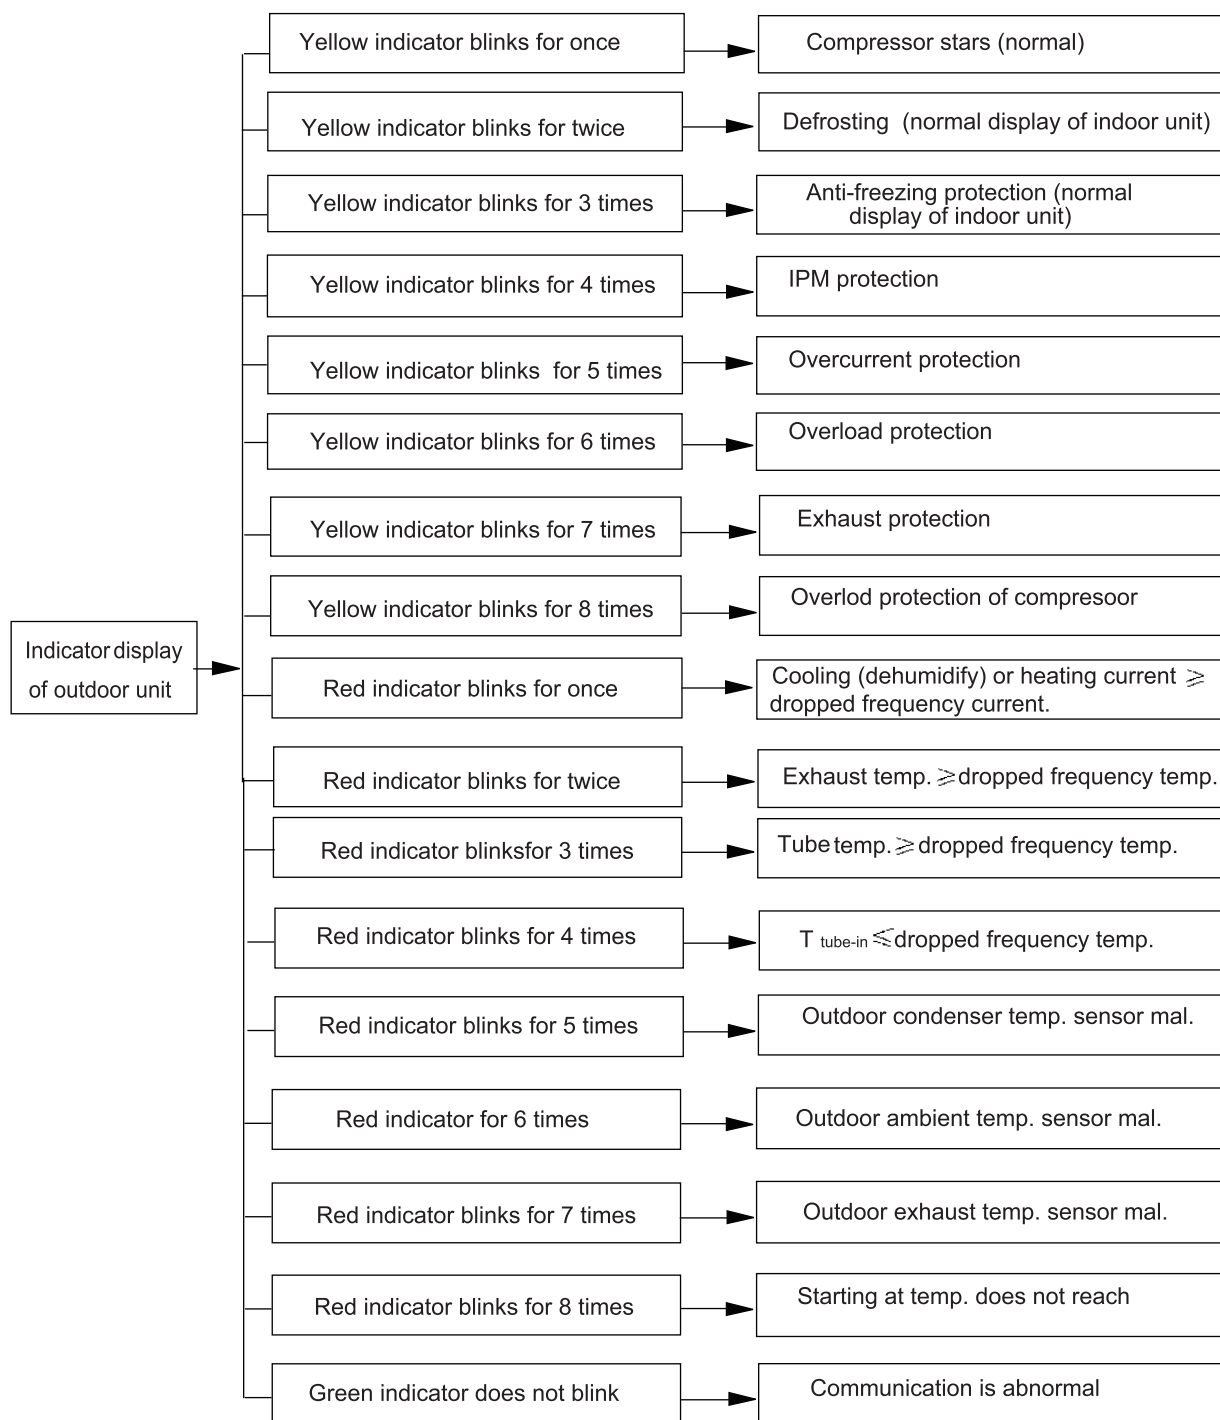 Yellow indicator blinks for once
Compressor stars (normal)
Yellow indicator blinks for twice
Defrosting (normal display of indoor unit)
Yellow indicator blinks for 3 times
Anti-freezing protection (normal
display of indoor unit)
Yellow indicator blinks for 4 times
IPM protection
Yellow indicator blinks for 5 times
Overcurrent protection
Yellow indicator blinks for 6 times
Overload protection
Yellow indicator blinks for 7 times
Exhaust protection
Yellow indicator blinks for 8 times
Overlod protection of compresoor
Indicator display
of outdoor unit
Red indicator blinks for once
Cooling (dehumidify) or heating current ⩾
dropped frequency current.
Red indicator blinks for twice
Exhaust temp. ⩾dropped frequency temp.
Red indicator blinksfor 3 times
Tube temp. ⩾dropped frequency temp.
Red indicator blinks for 4 times
T tube-in ⩽dropped frequency temp.
Red indicator blinks for 5 times
Outdoor condenser temp. sensor mal.
Red indicator for 6 times
Outdoor ambient temp. sensor mal.
Red indicator blinks for 7 times
Outdoor exhaust temp. sensor mal.
Red indicator blinks for 8 times
Starting at temp. does not reach
Green indicator does not blink
Communication is abnormal